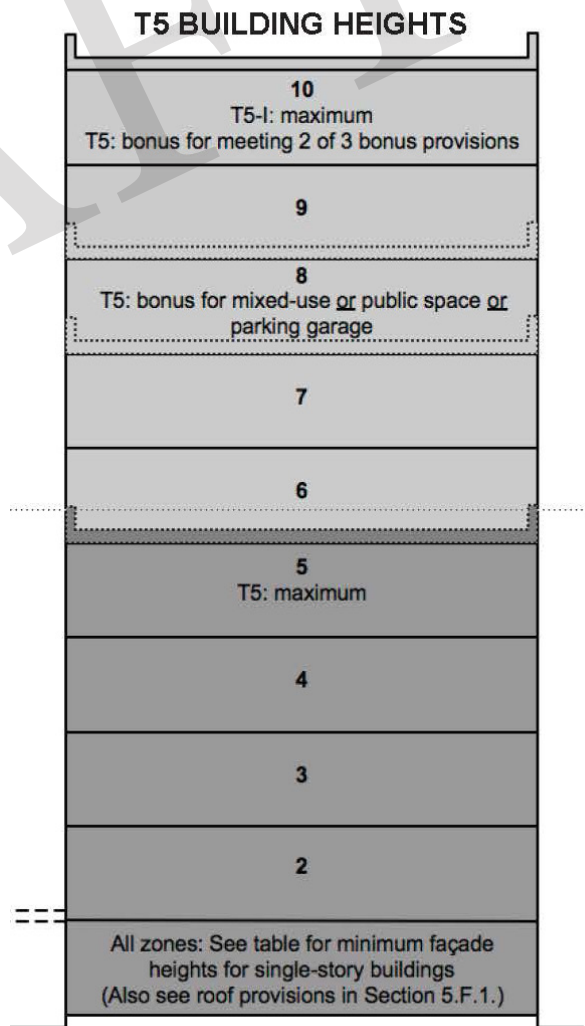 T5 BUILDING HEIGHTS
10
T5-I: maximum
T5: bonus for meeting 2 of 3 bonus provisions
9
8
T5: bonus for mixed-use or public space or
parking garage
7
6
5
T5: maximum
4
3
2
All zones: See table for minimum façade
heights for single-story buildings
(Also see roof provisions in Section 5.F.1.)